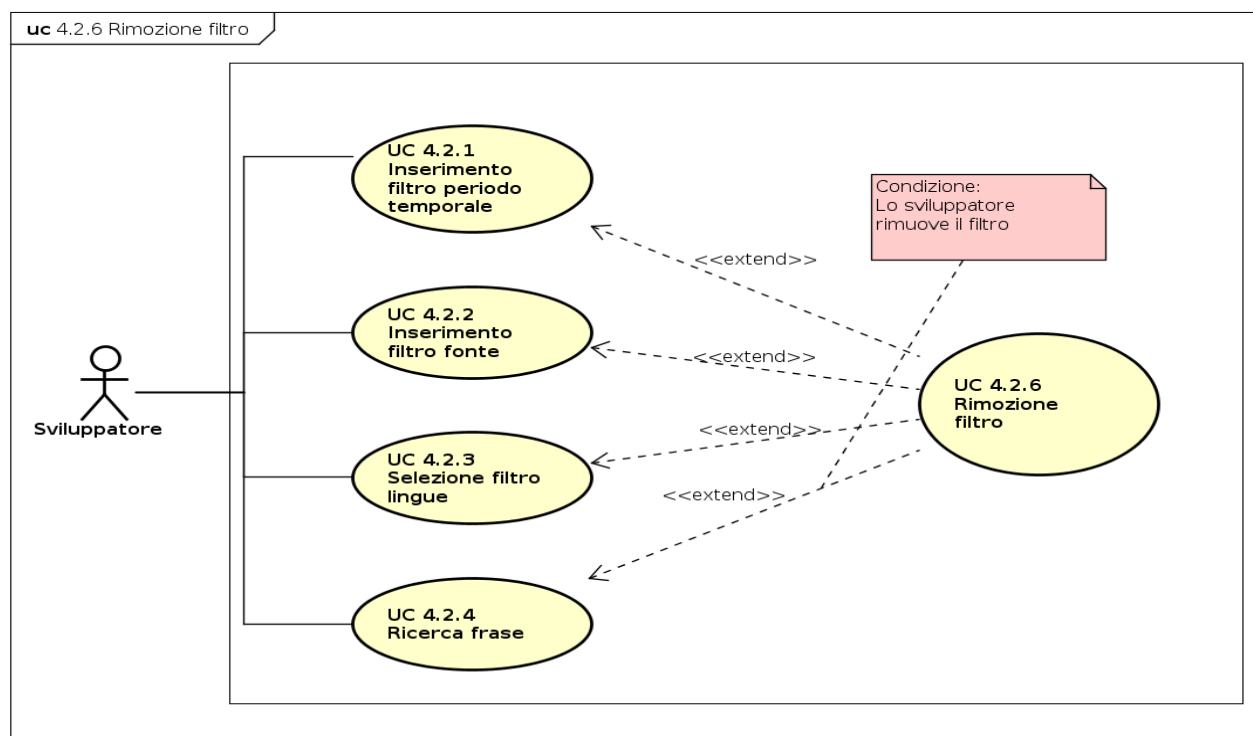 uc 4.2.6 Rimozione filtro
UC 4.2.1
Inserimento
filtro periodo
temporale
Condizione:
Lo sviluppatore
rimuove il filtro
<<extend>>
UC 4.2.2
Inserimento
filtro fonte
<<extend>>
UC 4.2.6
Rimozione
filtro
Sviluppatore
<<extend>>
UC 4.2.3
Selezione filtro
lingue
<<extend>>
UC 4.2.4
Ricerca frase